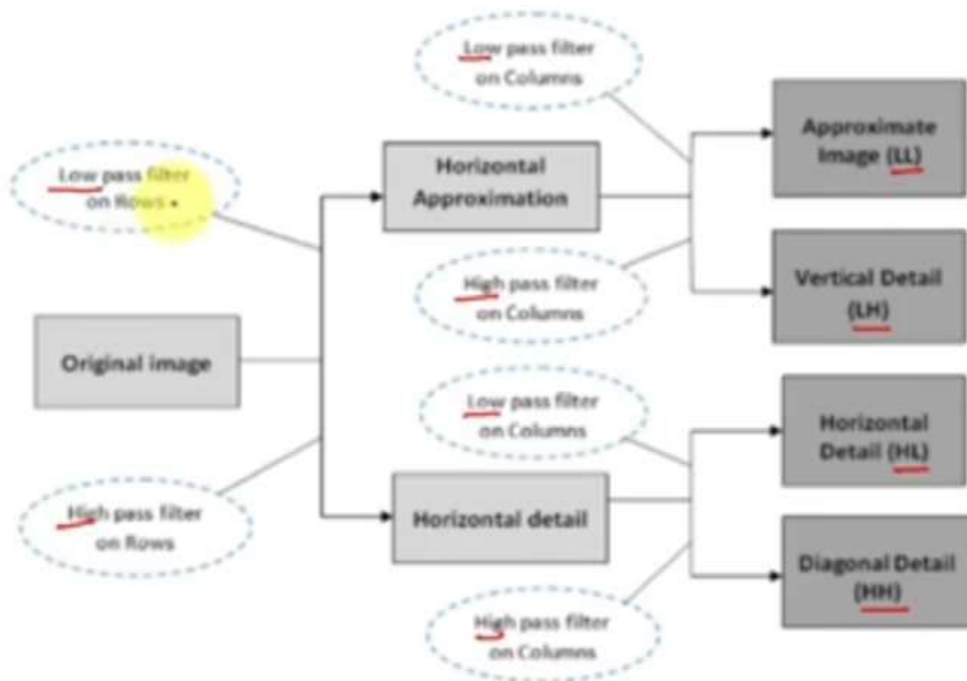 Low pass filter
on Columns
Approximate
Image (LL)
Low pass filter
on Rows
Horizontal
Approximation
High pass filter
on Columns
Vertical Detail
(LH)
Original image
Low pass filter
on Columns
Horizontal
Detail (HL)
High pass filter
on Rows
Horizontal detail
Diagonal Detail
(HH)
High pass filter
on Columns